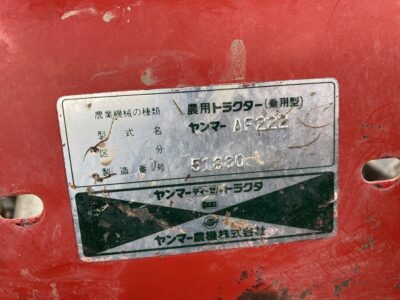 農業機械の種類 農用トラクター(乗用型)
型式名 ヤンマー AF222
区分
製造番号 51880
ヤンマーディーゼルトラクタ
ヤンマー農機株式会社